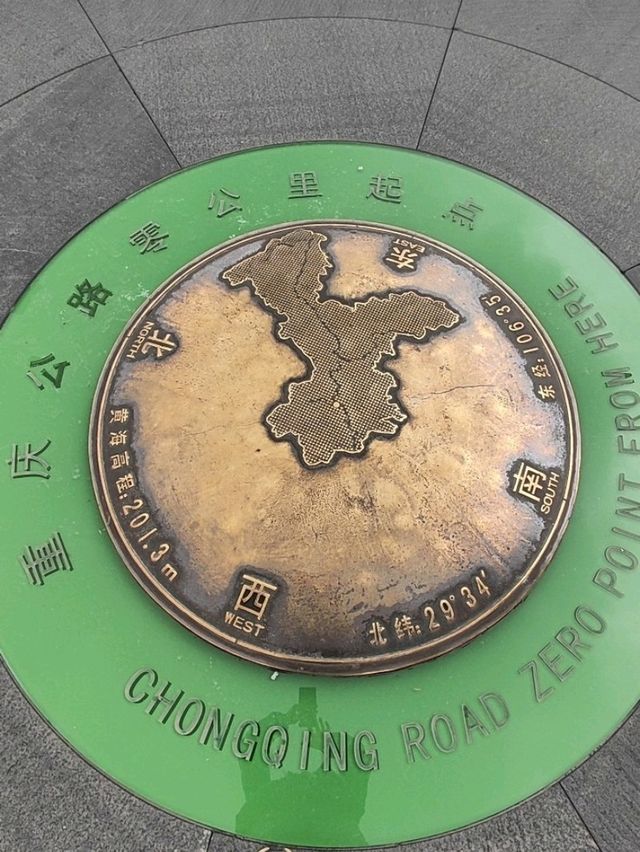 重庆公路零公里起点
CHONGQING ROAD ZERO POINT FROM HERE
东
EAST
南
SOUTH
西
WEST
北
NORTH
东经:106°35′
北纬:29°34′
黄海高程:201.3m